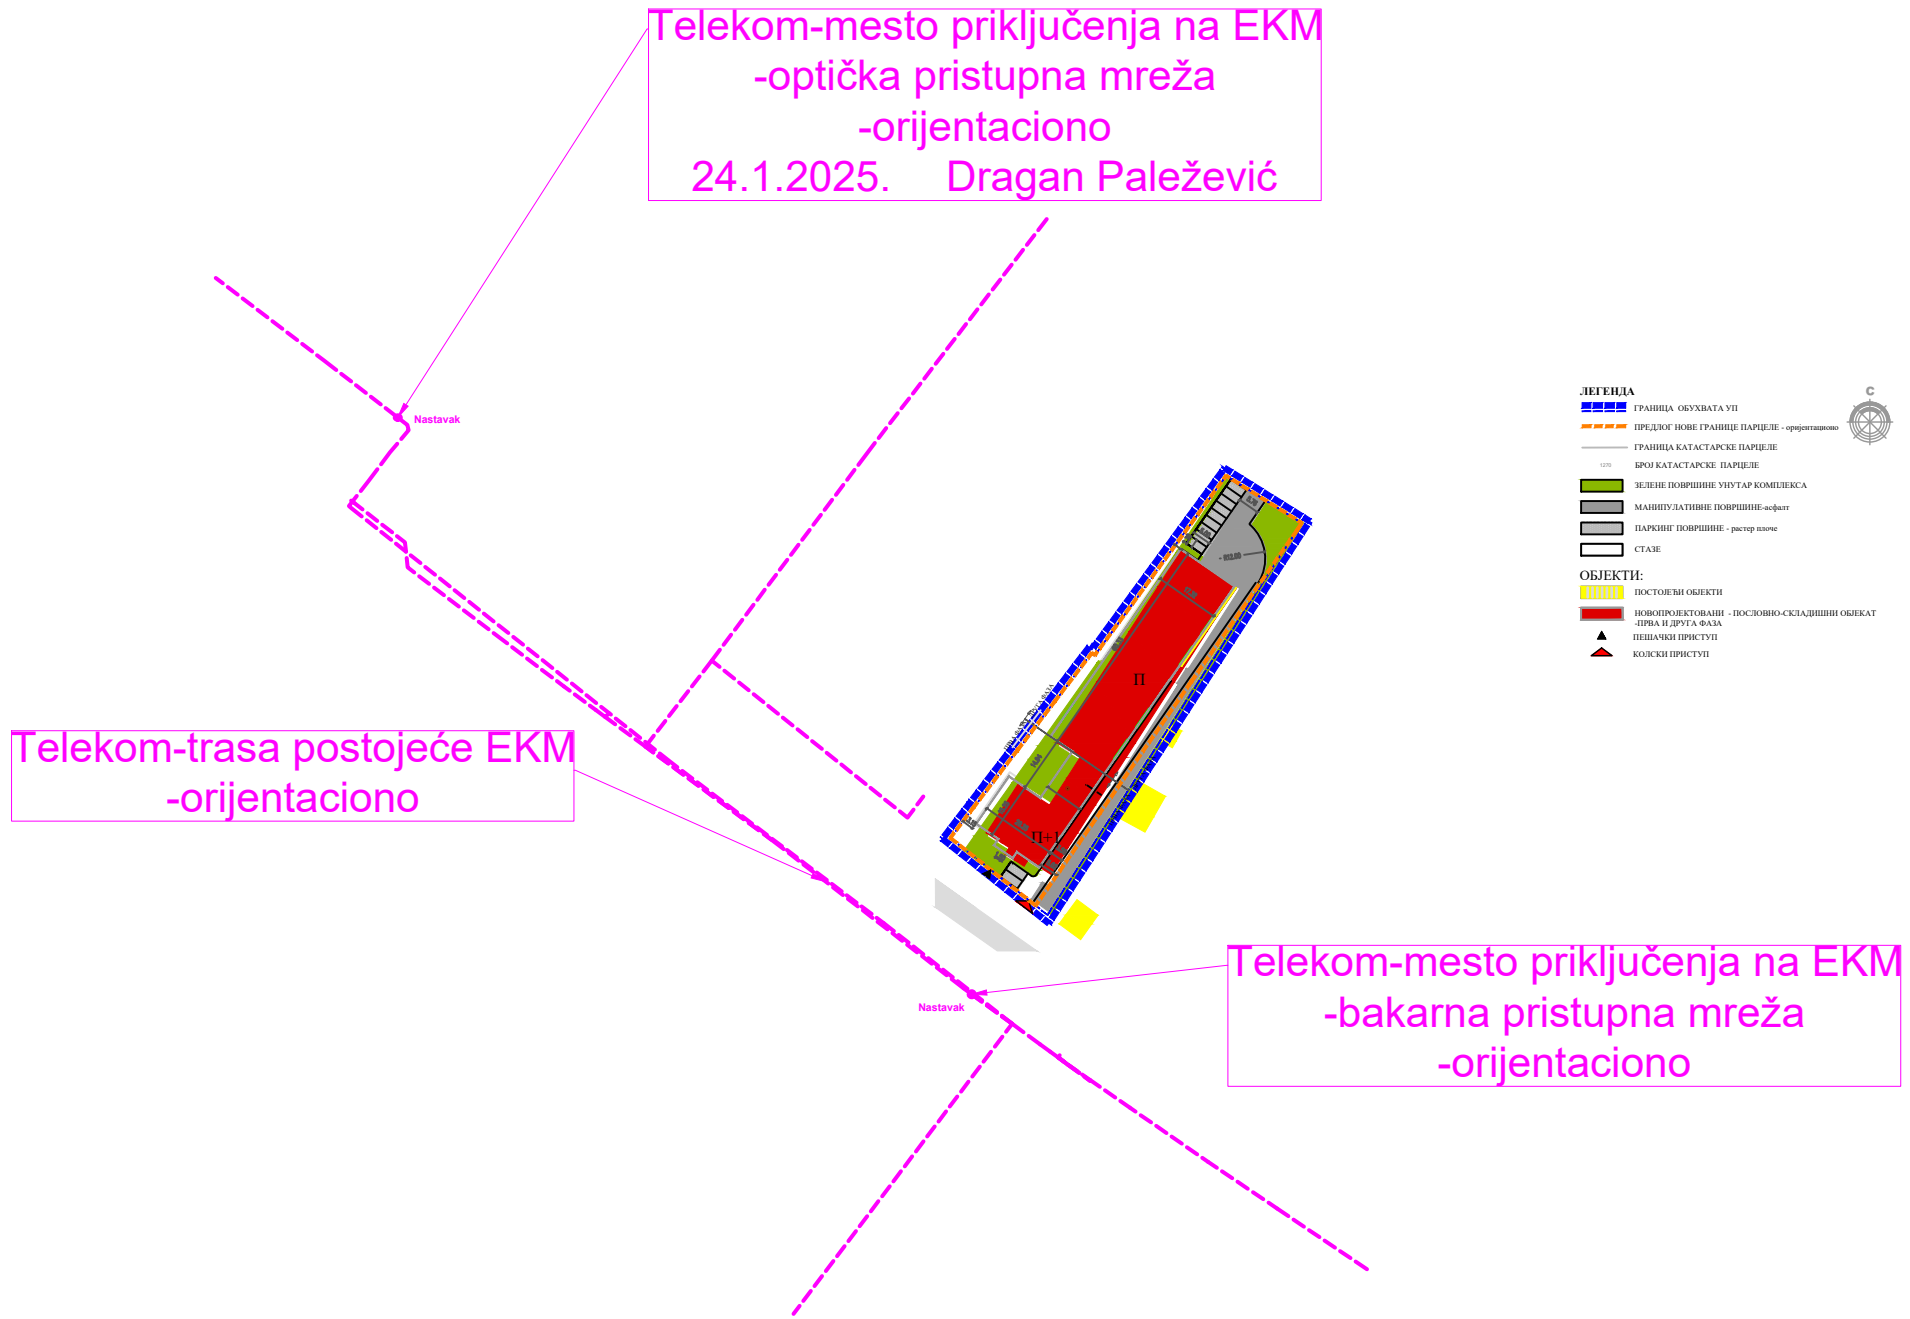 Telekom-mesto priključenja na EKM
-optička pristupna mreža
-orijentaciono
24.1.2025. Dragan Paležević
Nastavak
ЛЕГЕНДА
С
ГРАНИЦА ОБУХВАТА УП
ПРЕДЛОГ НОВЕ ГРАНИЦЕ ПАРЦЕЛЕ - оријентационо
ГРАНИЦА КАТАСТАРСКЕ ПАРЦЕЛЕ
1270 БРОЈ КАТАСТАРСКЕ ПАРЦЕЛЕ
ЗЕЛЕНЕ ПОВРШИНЕ УНУТАР КОМПЛЕКСА
МАНИПУЛАТИВНЕ ПОВРШИНЕ-асфалт
ПАРКИНГ ПОВРШИНЕ - растер плоче
СТАЗЕ
ОБЈЕКТИ:
ПОСТОЈЕЋИ ОБЈЕКТИ
НОВОПРОЈЕКТОВАНИ - ПОСЛОВНО-СКЛАДИШНИ ОБЈЕКАТ
-ПРВА И ДРУГА ФАЗА
ПЕШАЧКИ ПРИСТУП
КОЛСКИ ПРИСТУП
П
П+1
Telekom-trasa postojeće EKM
-orijentaciono
Nastavak
Telekom-mesto priključenja na EKM
-bakarna pristupna mreža
-orijentaciono